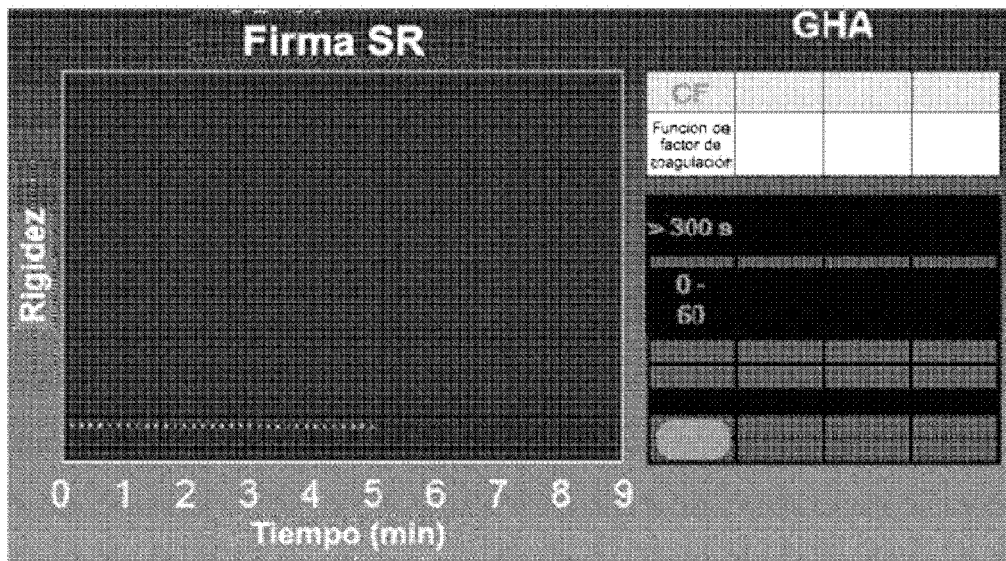 Firma SR
GHA
CF
Función de
factor de
coagulación
> 300 s
0 -
60
Rigidez
0 1 2 3 4 5 6 7 8 9
Tiempo (min)